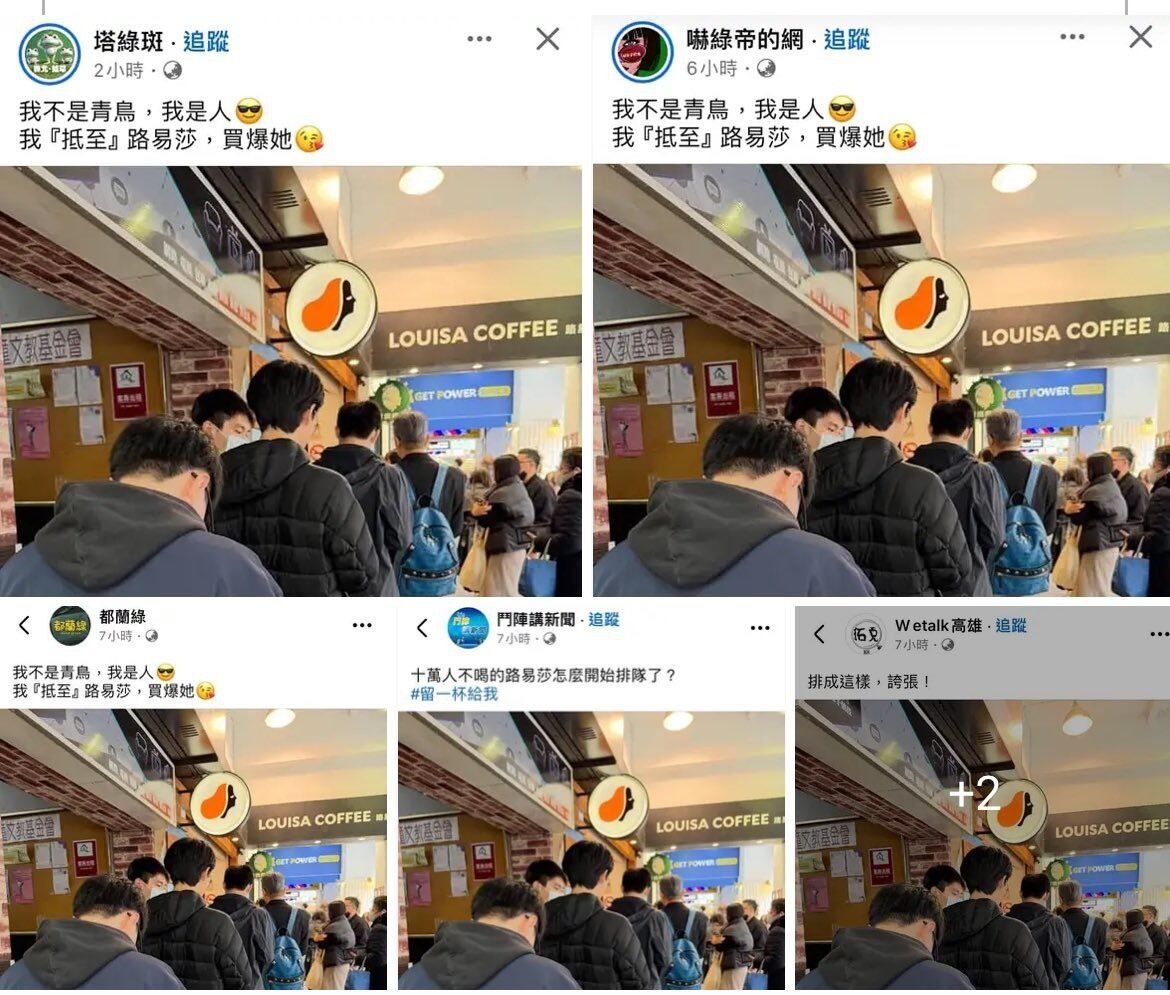 塔綠斑 · 追蹤
2小時
我不是青鳥，我是人😎
我『抵至』路易莎，買爆她😘
LOUISA COFFEE
文教基金會
GET POWER
嚇綠帝的網 · 追蹤
6小時
我不是青鳥，我是人😎
我『抵至』路易莎，買爆她😘
LOUISA COFFEE
文教基金會
GET POWER
都蘭綠
都蘭綠
7小時
我不是青鳥，我是人😎
我『抵至』路易莎，買爆她😘
LOUISA COFFEE
文教基金會
GET POWER
鬥陣講新聞 · 追蹤
7小時
十萬人不喝的路易莎怎麼開始排隊了？
#留一杯給我
LOUISA COFFEE
文教基金會
GET POWER
Wetalk高雄 · 追蹤
7小時
排成這樣，誇張！
+2
LOUISA COFFEE
文教基金會
GET POWER